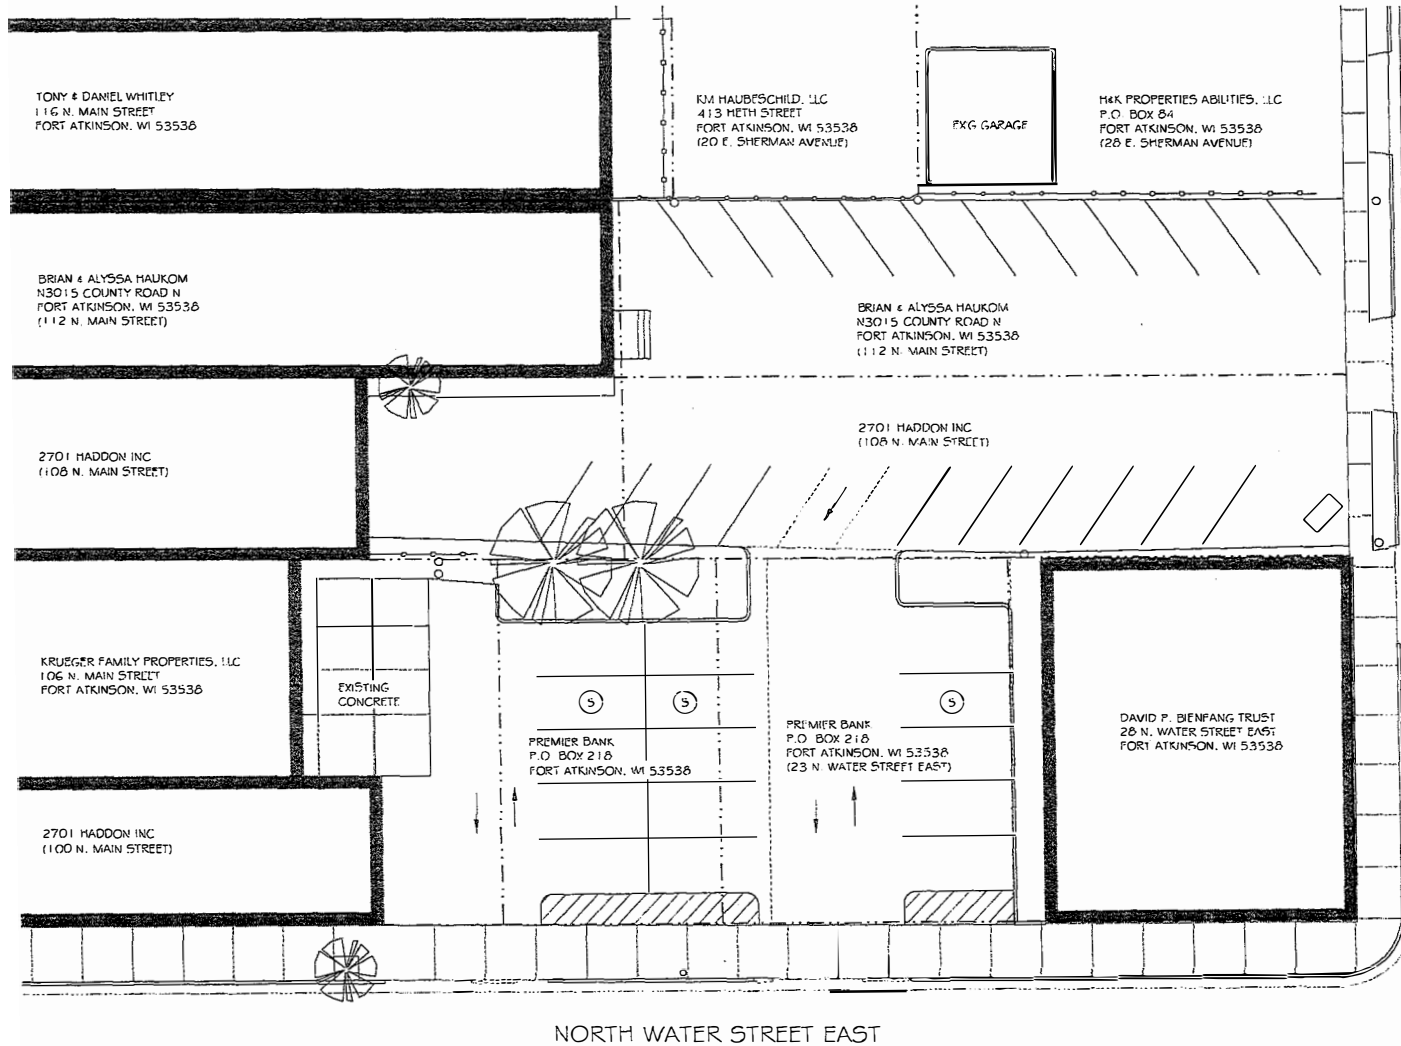 TONY & DANIEL WHITLEY
116 N. MAIN STREET
FORT ATKINSON, WI 53538
KM HAUBESCHILD, LLC
413 HETH STREET
FORT ATKINSON, WI 53538
(20 E. SHERMAN AVENUE)
EXG GARAGE
H&K PROPERTIES ABILITIES, LLC
P.O. BOX 84
FORT ATKINSON, WI 53538
(28 E. SHERMAN AVENUE)
BRIAN & ALYSSA HAUKOM
N3015 COUNTY ROAD N
FORT ATKINSON, WI 53538
(112 N. MAIN STREET)
BRIAN & ALYSSA HAUKOM
N3015 COUNTY ROAD N
FORT ATKINSON, WI 53538
(112 N. MAIN STREET)
2701 HADDON INC
(108 N. MAIN STREET)
2701 HADDON INC
(108 N. MAIN STREET)
KRUEGER FAMILY PROPERTIES, LLC
106 N. MAIN STREET
FORT ATKINSON, WI 53538
EXISTING
CONCRETE
5
5
5
PREMIER BANK
P.O. BOX 218
FORT ATKINSON, WI 53538
PREMIER BANK
P.O. BOX 218
FORT ATKINSON, WI 53538
(23 N. WATER STREET EAST)
DAVID P. BIENFANG TRUST
28 N. WATER STREET EAST
FORT ATKINSON, WI 53538
2701 HADDON INC
(100 N. MAIN STREET)
NORTH WATER STREET EAST